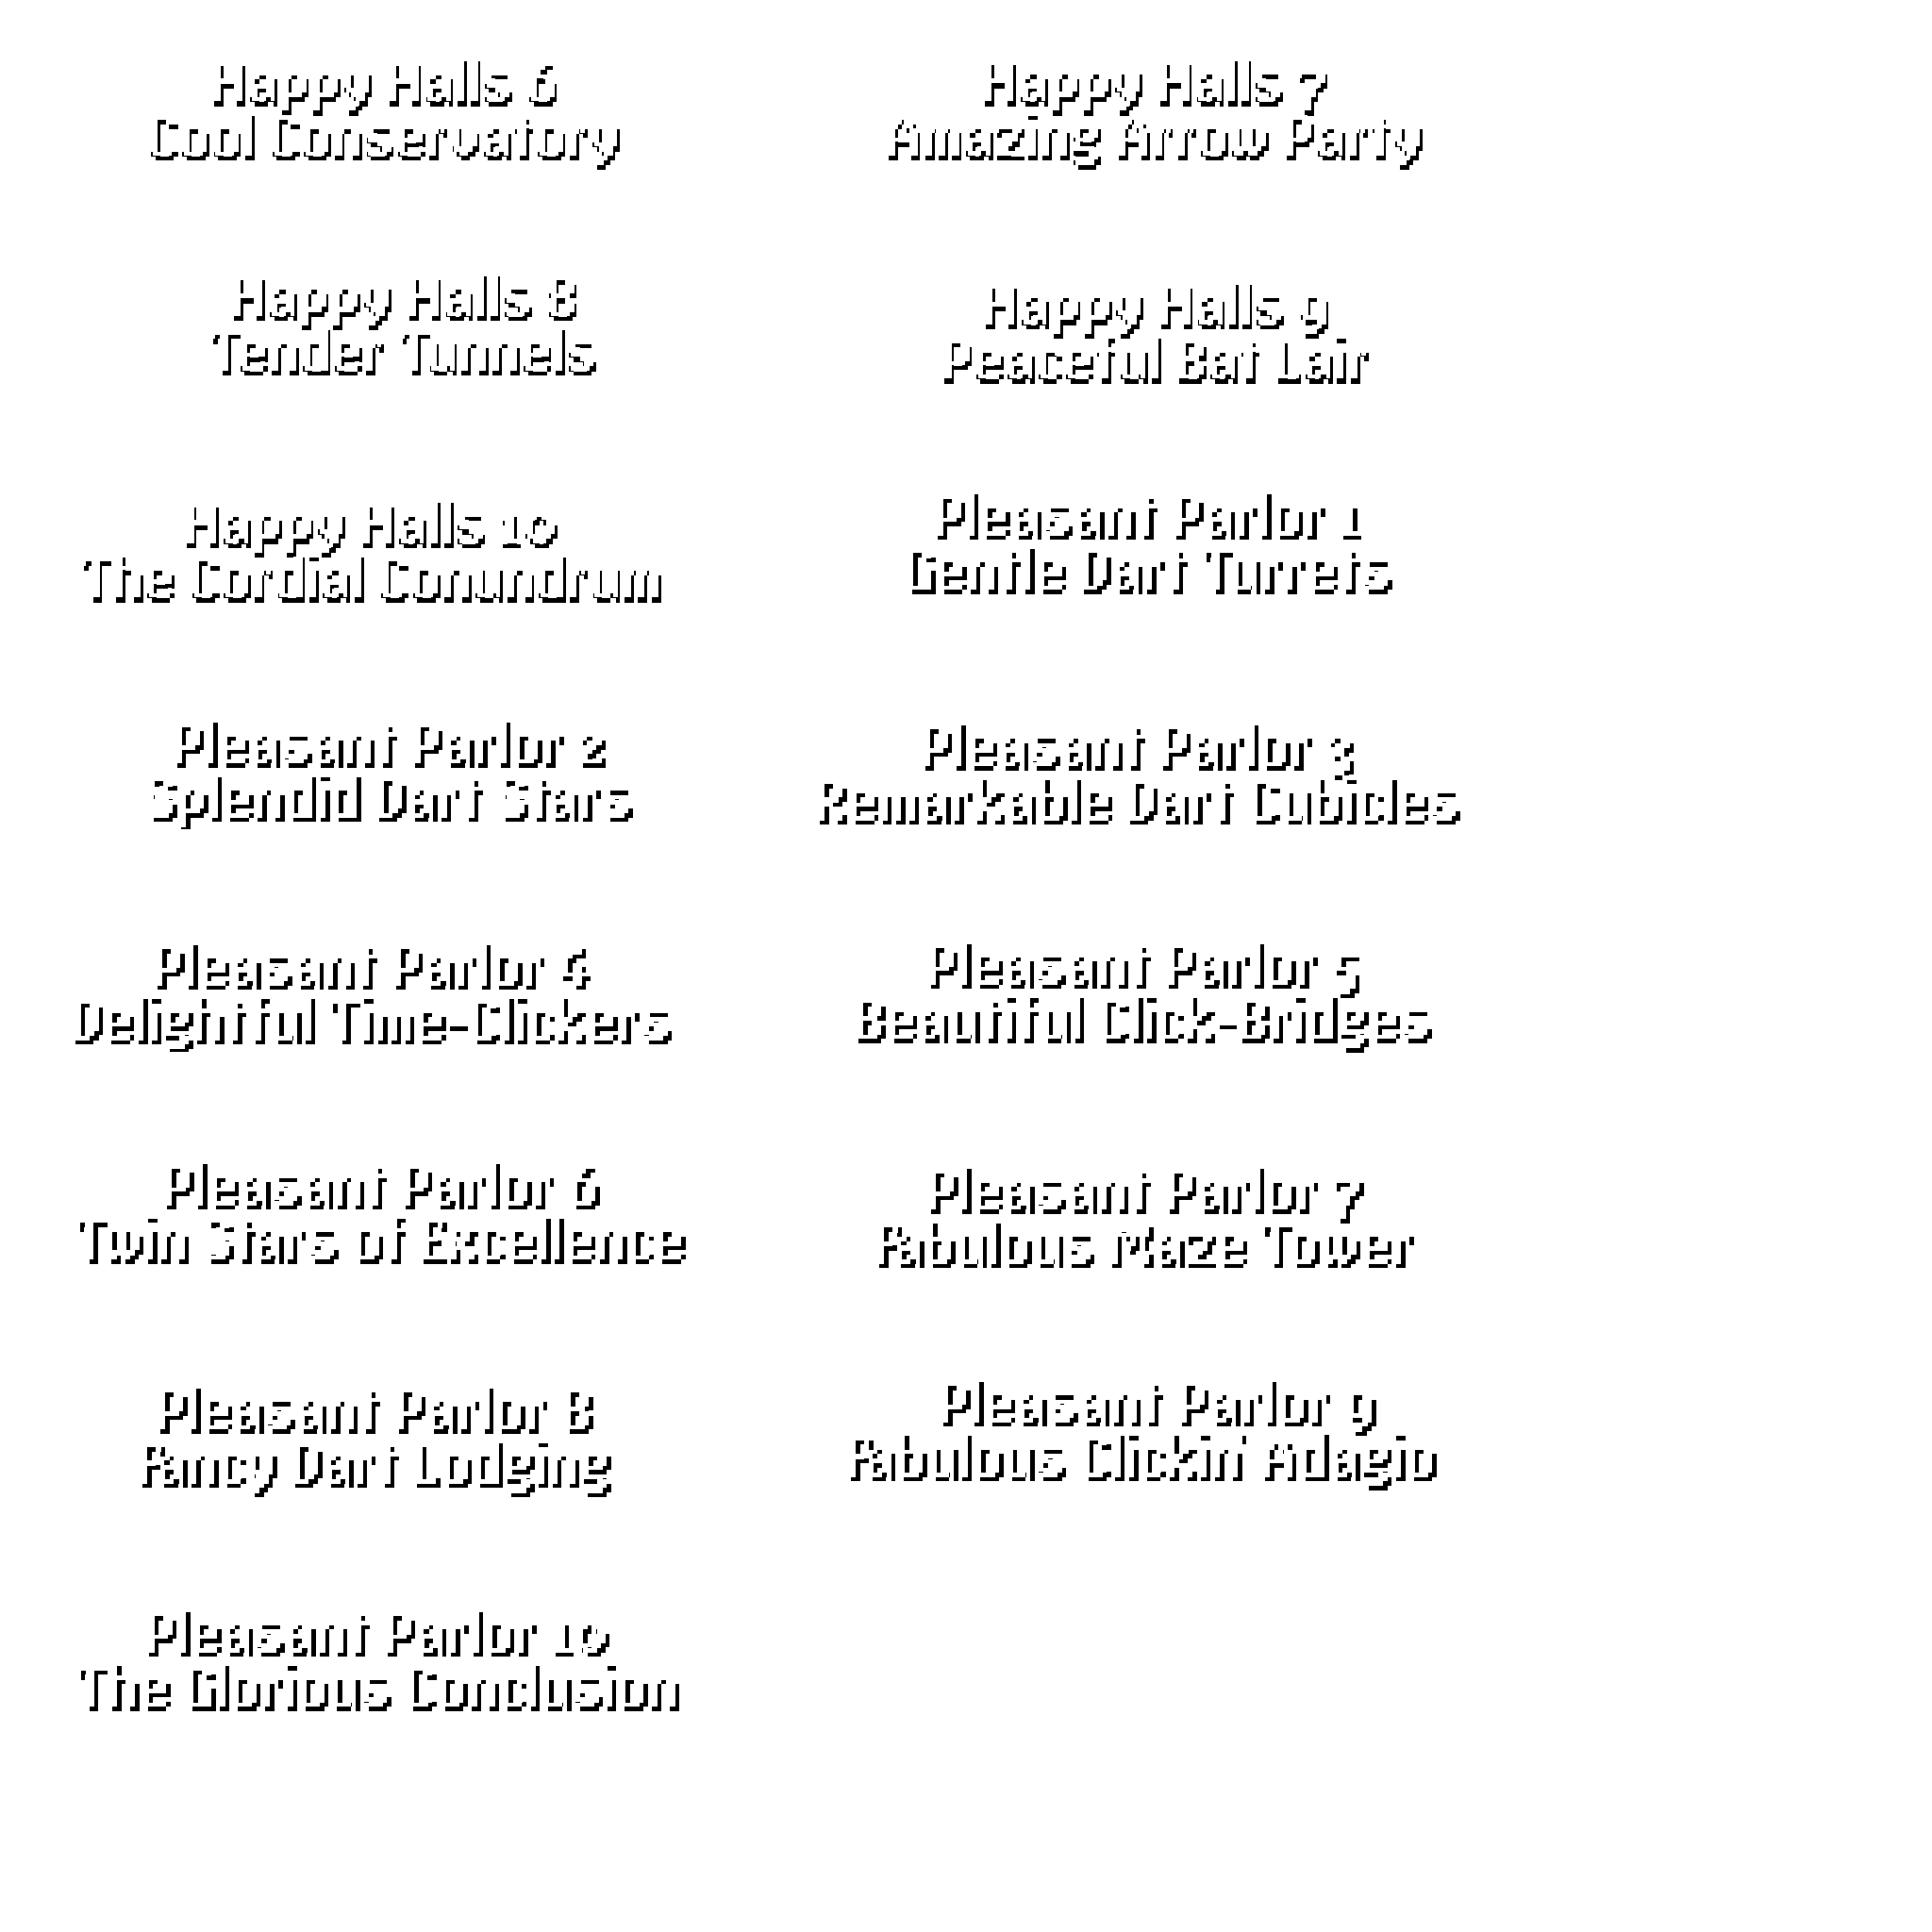 Happy Halls 6
Cool Conservatory
Happy Halls 7
Amazing Arrow Party
Happy Halls 8
Tender Tunnels
Happy Halls 9
Peaceful Bat Lair
Happy Halls 10
The Cordial Conundrum
Pleasant Parlor 1
Gentle Dart Turrets
Pleasant Parlor 2
Splendid Dart Stars
Pleasant Parlor 3
Remarkable Dart Cubicles
Pleasant Parlor 4
Delightful Time-Clickers
Pleasant Parlor 5
Beautiful Click-Bridges
Pleasant Parlor 6
Twin Stars of Excellence
Pleasant Parlor 7
Fabulous Maze Tower
Pleasant Parlor 8
Fancy Dart Lodging
Pleasant Parlor 9
Fabulous Clickin' Adagio
Pleasant Parlor 10
The Glorious Conclusion